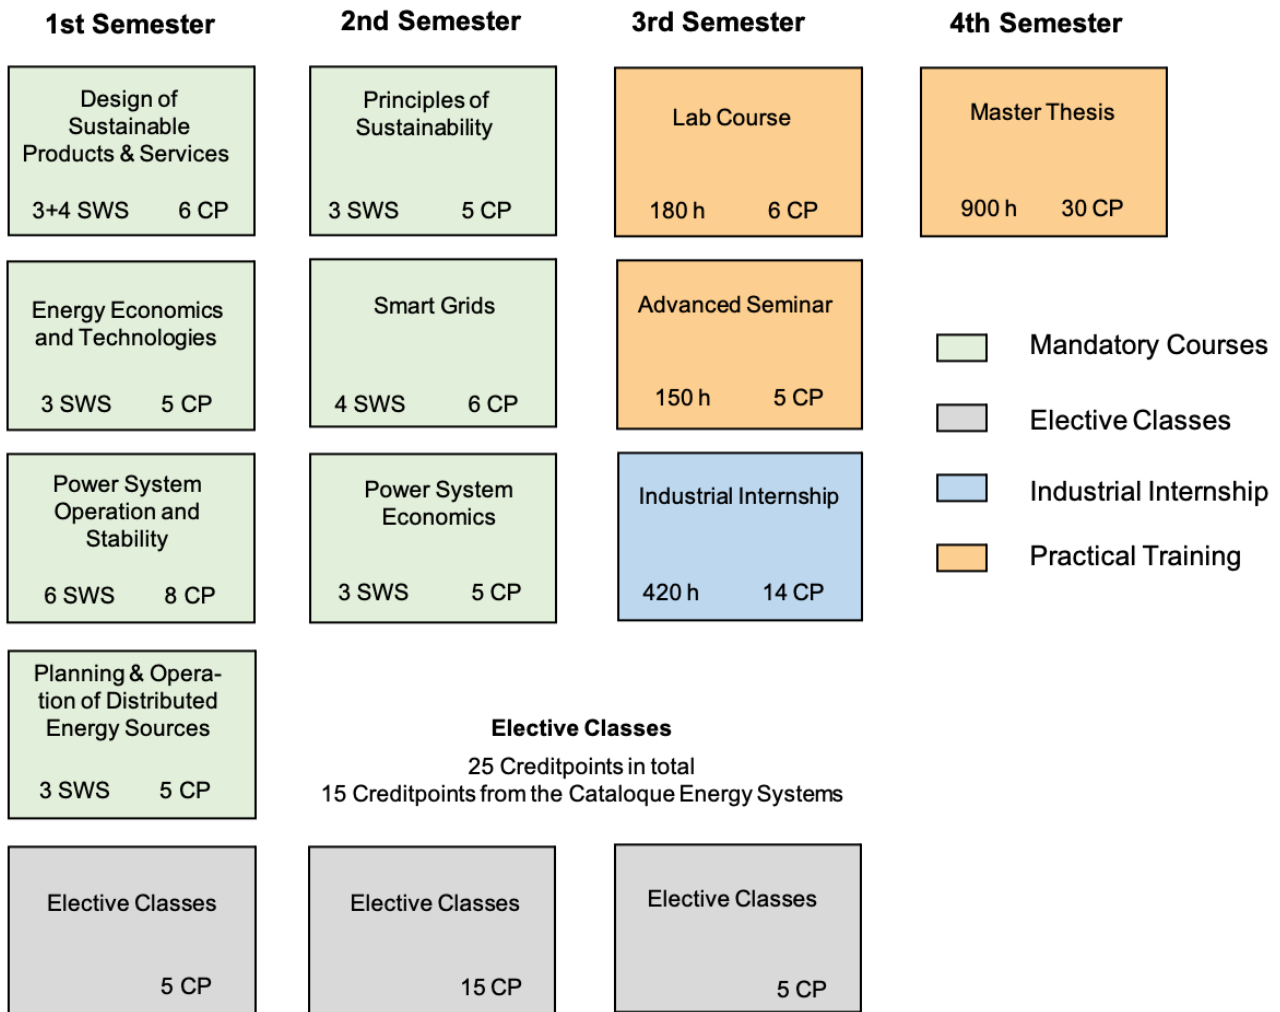 1st Semester
2nd Semester
3rd Semester
4th Semester
Design of
Sustainable
Products & Services
3+4 SWS 6 CP
Principles of
Sustainability
3 SWS 5 CP
Lab Course
180 h 6 CP
Master Thesis
900 h 30 CP
Energy Economics
and Technologies
3 SWS 5 CP
Smart Grids
4 SWS 6 CP
Advanced Seminar
150 h 5 CP
Mandatory Courses
Elective Classes
Industrial Internship
Practical Training
Power System
Operation and
Stability
6 SWS 8 CP
Power System
Economics
3 SWS 5 CP
Industrial Internship
420 h 14 CP
Planning & Opera-
tion of Distributed
Energy Sources
3 SWS 5 CP
Elective Classes
25 Creditpoints in total
15 Creditpoints from the Cataloque Energy Systems
Elective Classes
5 CP
Elective Classes
15 CP
Elective Classes
5 CP